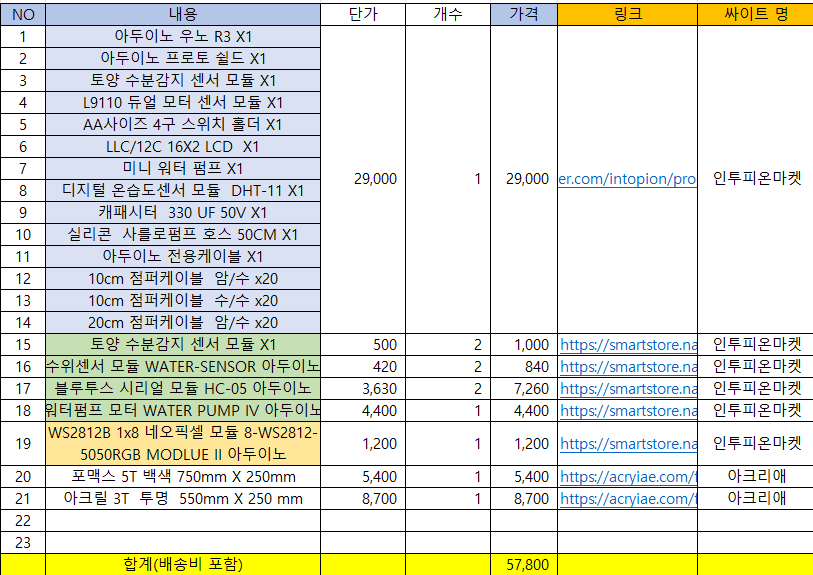 NO 내용 단가 개수 가격 링크 싸이트 명
1 아두이노 우노 R3 X1
2 아두이노 프로토 쉴드 X1
3 토양 수분감지 센서 모듈 X1
4 L9110 듀얼 모터 센서 모듈 X1
5 AA사이즈 4구 스위치 홀더 X1
6 LLC/12C 16X2 LCD X1
7 미니 워터 펌프 X1
29,000 1 29,000 er.com/intopion/pro 인투피온마켓
8 디지털 온습도센서 모듈 DHT-11 X1
9 캐패시터 330 UF 50V X1
10 실리콘 사를로펌프 호스 50CM X1
11 아두이노 전용케이블 X1
12 10cm 점퍼케이블 암/수 x20
13 10cm 점퍼케이블 수/수 x20
14 20cm 점퍼케이블 암/수 x20
15 토양 수분감지 센서 모듈 X1 500 2 1,000 https://smartstore.na 인투피온마켓
16 수위센서 모듈 WATER-SENSOR 아두이노 420 2 840 https://smartstore.na 인투피온마켓
17 블루투스 시리얼 모듈 HC-05 아두이노 3,630 2 7,260 https://smartstore.na 인투피온마켓
18 워터펌프 모터 WATER PUMP IV 아두이노 4,400 1 4,400 https://smartstore.na 인투피온마켓
19 WS2812B 1x8 네오픽셀 모듈 8-WS2812-
5050RGB MODLUE II 아두이노 1,200 1 1,200 https://smartstore.na 인투피온마켓
20 포맥스 5T 백색 750mm X 250mm 5,400 1 5,400 https://acryiae.com/f 아크리애
21 아크릴 3T 투명 550mm X 250 mm 8,700 1 8,700 https://acryiae.com/f 아크리애
22
23
합계(배송비 포함) 57,800